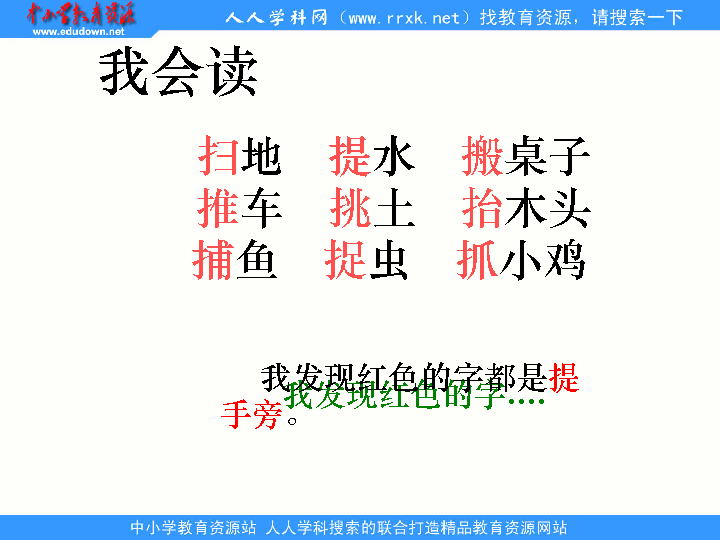 中小学教育资源
www.edudown.net
人人学科网（www.rrxk.net）找教育资源，请搜索一下
我会读
扫地 提水 搬桌子
推车 挑土 抬木头
捕鱼 捉虫 抓小鸡
我发现红色的字都是提
我发现红色的字....
手旁。
中小学教育资源站 人人学科搜索的联合打造精品教育资源网站